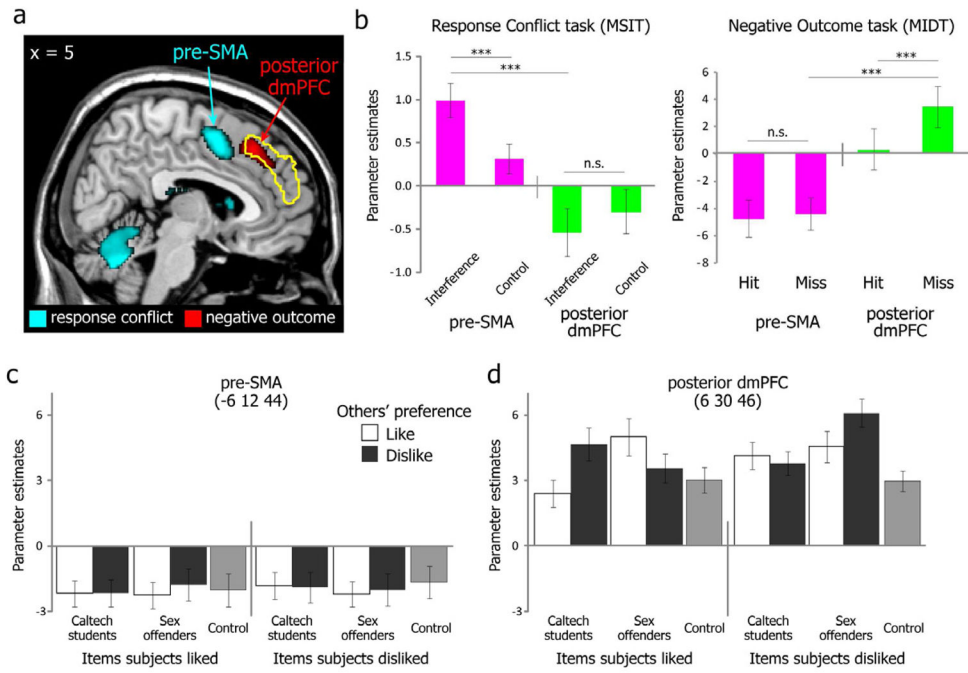 a
x = 5
pre-SMA
posterior
dmPFC
response conflict
negative outcome
b
Response Conflict task (MSIT)
Parameter estimates
1.0
0.5
0.0
-0.5
-1.0
***
***
n.s.
Interference
Control
Interference
Control
pre-SMA
posterior
dmPFC
Negative Outcome task (MIDT)
Parameter estimates
6
4
2
0
-2
-4
-6
-8
***
***
n.s.
Hit
Miss
Hit
Miss
pre-SMA
posterior
dmPFC
c
pre-SMA
(-6 12 44)
Others' preference
Like
Dislike
Parameter estimates
6
3
0
-3
Caltech
students
Sex
offenders
Control
Caltech
students
Sex
offenders
Control
Items subjects liked
Items subjects disliked
d
posterior dmPFC
(6 30 46)
Parameter estimates
6
3
0
-3
Caltech
students
Sex
offenders
Control
Caltech
students
Sex
offenders
Control
Items subjects liked
Items subjects disliked